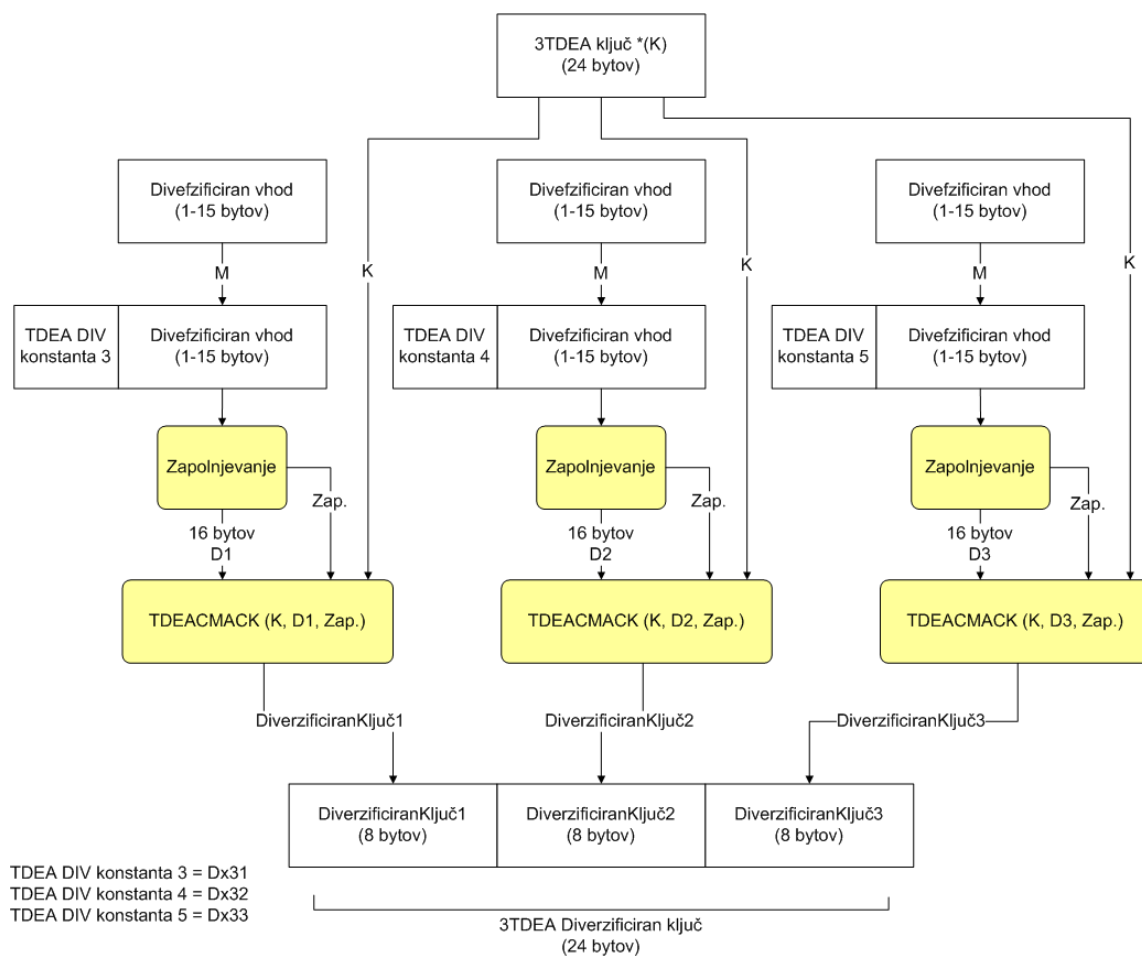 3TDEA ključ *(K)
(24 bytov)
Divefzificiran vhod
(1-15 bytov)
Divefzificiran vhod
(1-15 bytov)
Divefzificiran vhod
(1-15 bytov)
K
K
K
M
M
M
TDEA DIV
konstanta 3
Divefzificiran vhod
(1-15 bytov)
TDEA DIV
konstanta 4
Divefzificiran vhod
(1-15 bytov)
TDEA DIV
konstanta 5
Divefzificiran vhod
(1-15 bytov)
Zapolnjevanje
Zapolnjevanje
Zapolnjevanje
Zap.
Zap.
Zap.
16 bytov
D1
16 bytov
D2
16 bytov
D3
TDEACMACK (K, D1, Zap.)
TDEACMACK (K, D2, Zap.)
TDEACMACK (K, D3, Zap.)
DiverzificiranKljuč1
DiverzificiranKljuč2
DiverzificiranKljuč3
DiverzificiranKljuč1
(8 bytov)
DiverzificiranKljuč2
(8 bytov)
DiverzificiranKljuč3
(8 bytov)
TDEA DIV konstanta 3 = Dx31
TDEA DIV konstanta 4 = Dx32
TDEA DIV konstanta 5 = Dx33
3TDEA Diverzificiran ključ
(24 bytov)